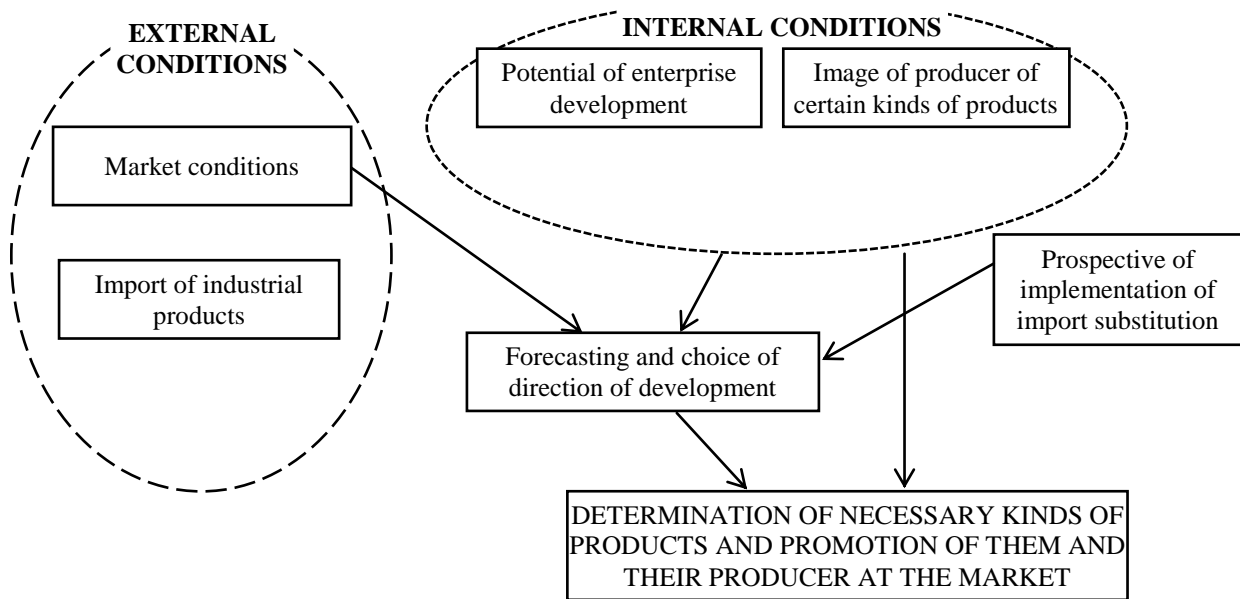 EXTERNAL
CONDITIONS
Market conditions
Import of industrial
products
INTERNAL CONDITIONS
Potential of enterprise
development
Image of producer of
certain kinds of products
Prospective of
implementation of
import substitution
Forecasting and choice of
direction of development
DETERMINATION OF NECESSARY KINDS OF
PRODUCTS AND PROMOTION OF THEM AND
THEIR PRODUCER AT THE MARKET